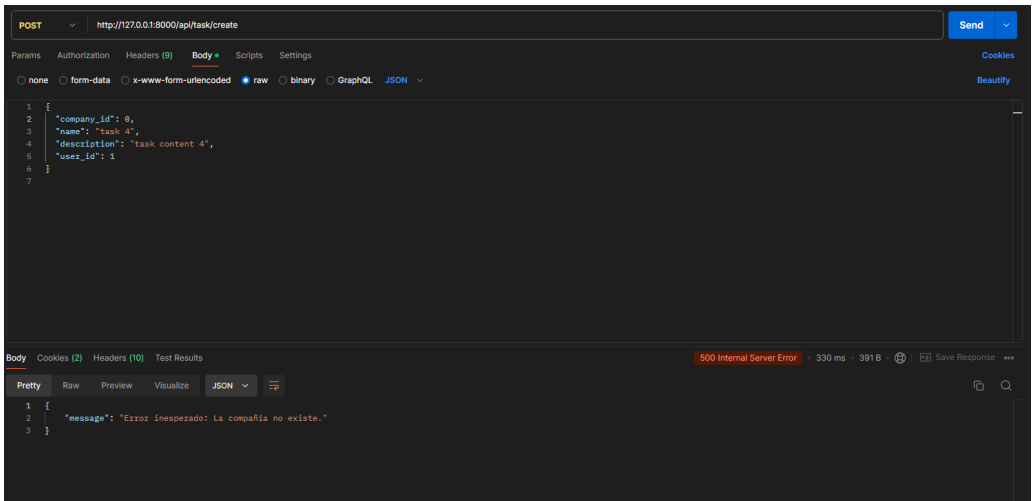 POST http://127.0.0.1:8000/api/task/create Send
Params Authorization Headers (9) Body Scripts Settings Cookies
none form-data x-www-form-urlencoded raw binary GraphQL JSON Beautify
1 {
2 "company_id": 0,
3 "name": "task 4",
4 "description": "task content 4",
5 "user_id": 1
6 }
7
Body Cookies (2) Headers (10) Test Results 500 Internal Server Error 330 ms 391 B Save Response
Pretty Raw Preview Visualize JSON
1 {
2 "message": "Error inesperado: La compañía no existe."
3 }